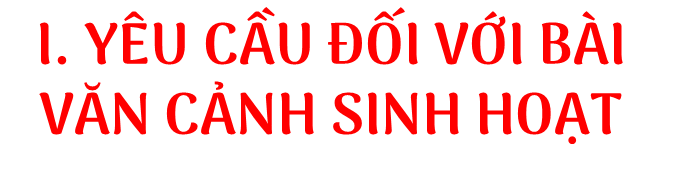 I. YÊU CẦU ĐỐI VỚI BÀI
VĂN CẢNH SINH HOẠT